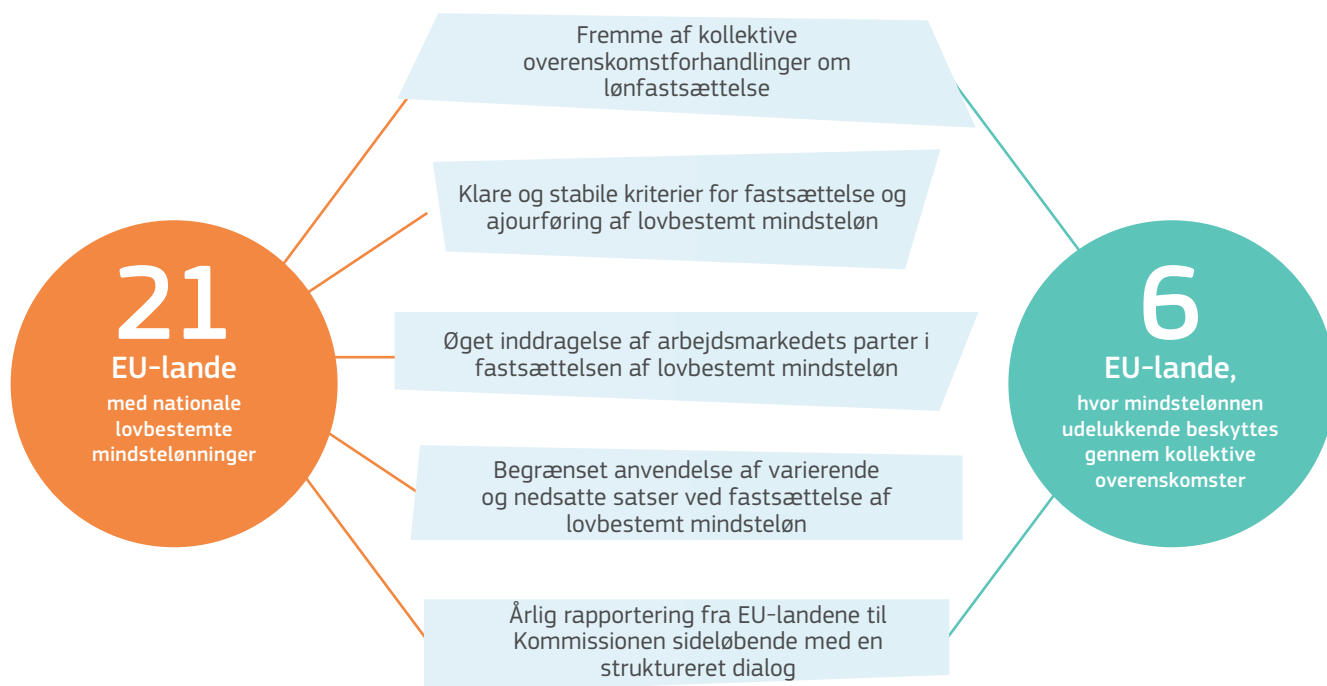 Fremme af kollektive
overenskomstforhandlinger om
lønfastsættelse
Klare og stabile kriterier for fastsættelse og
ajourføring af lovbestemt mindsteløn
21
EU-lande
med nationale
lovbestemte
mindstelønninger
Øget inddragelse af arbejdsmarkedets parter i
fastsættelsen af lovbestemt mindsteløn
6
EU-lande,
hvor mindstelønnen
udelukkende beskyttes
gennem kollektive
overenskomster
Begrænset anvendelse af varierende
og nedsatte satser ved fastsættelse af
lovbestemt mindsteløn
Årlig rapportering fra EU-landene til
Kommissionen sideløbende med en
struktureret dialog